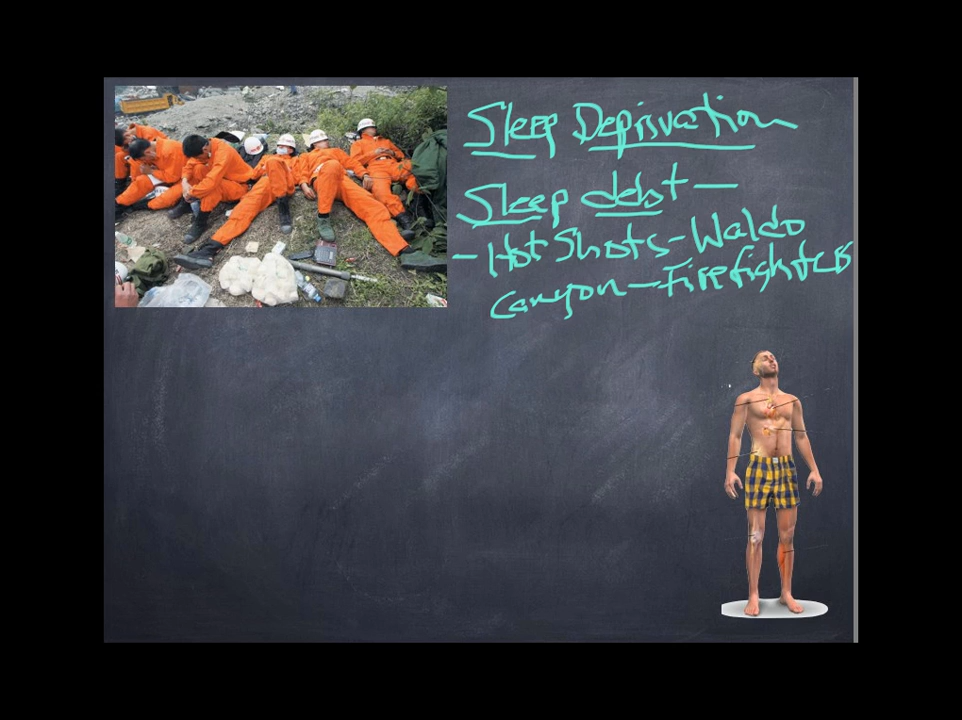 Sleep Deprivation
Sleep debt —
- Hot Shots - Waldo
Canyon - Firefighters